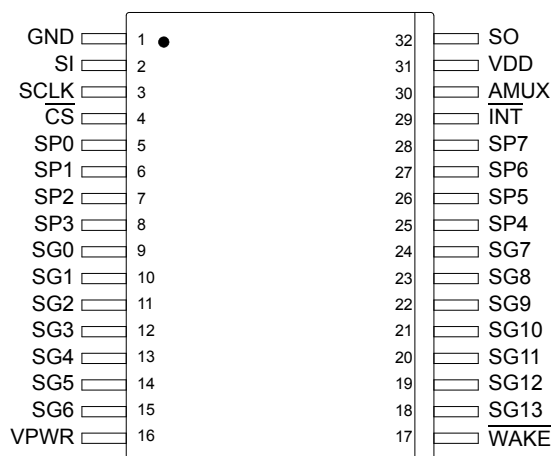 GND 1 32 SO
SI 2 31 VDD
SCLK 3 30 AMUX
CS 4 29 INT
SP0 5 28 SP7
SP1 6 27 SP6
SP2 7 26 SP5
SP3 8 25 SP4
SG0 9 24 SG7
SG1 10 23 SG8
SG2 11 22 SG9
SG3 12 21 SG10
SG4 13 20 SG11
SG5 14 19 SG12
SG6 15 18 SG13
VPWR 16 17 WAKE